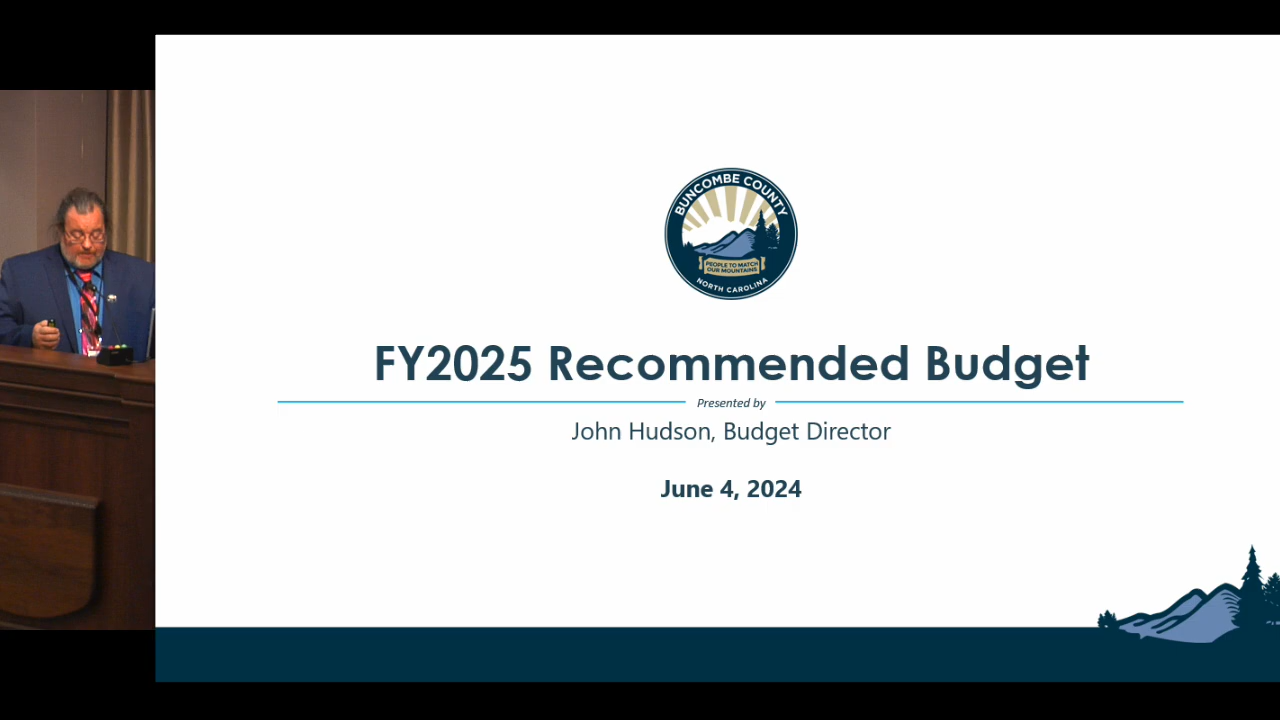 BUNCOMBE COUNTY
PEOPLE TO MATCH
OUR MOUNTAINS
NORTH CAROLINA
FY2025 Recommended Budget
Presented by
John Hudson, Budget Director
June 4, 2024